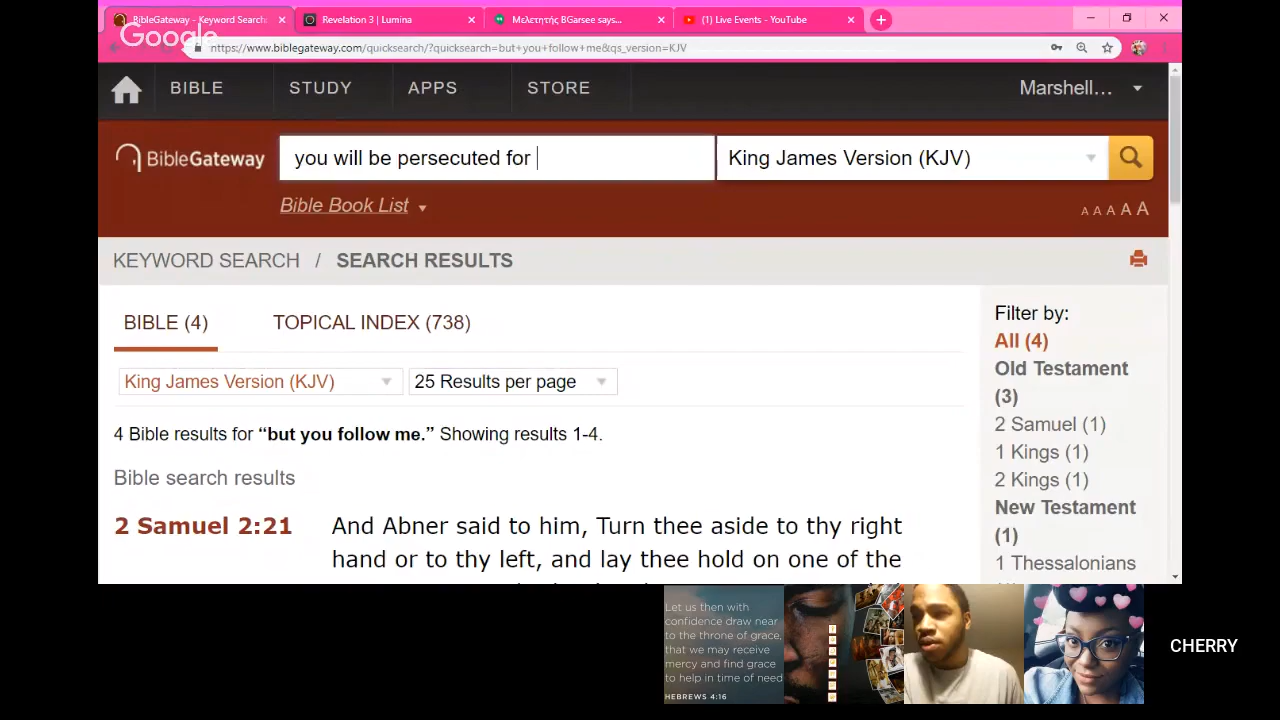 BibleGateway - Keyword Search:
Revelation 3 | Lumina
Μελετητής BGarsee says...
(1) Live Events - YouTube
Google
https://www.biblegateway.com/quicksearch/?quicksearch=but+you+follow+me&qs_version=KJV
BIBLE STUDY APPS STORE Marshell...
BibleGateway you will be persecuted for King James Version (KJV)
Bible Book List A A A A A
KEYWORD SEARCH / SEARCH RESULTS
BIBLE (4) TOPICAL INDEX (738)
King James Version (KJV) 25 Results per page
4 Bible results for “but you follow me.” Showing results 1-4.
Bible search results
2 Samuel 2:21 And Abner said to him, Turn thee aside to thy right
hand or to thy left, and lay thee hold on one of the
Filter by:
All (4)
Old Testament
(3)
2 Samuel (1)
1 Kings (1)
2 Kings (1)
New Testament
(1)
1 Thessalonians
Let us then with
confidence draw near
to the throne of grace,
that we may receive
mercy and find grace
to help in time of need
HEBREWS 4:16
CHERRY